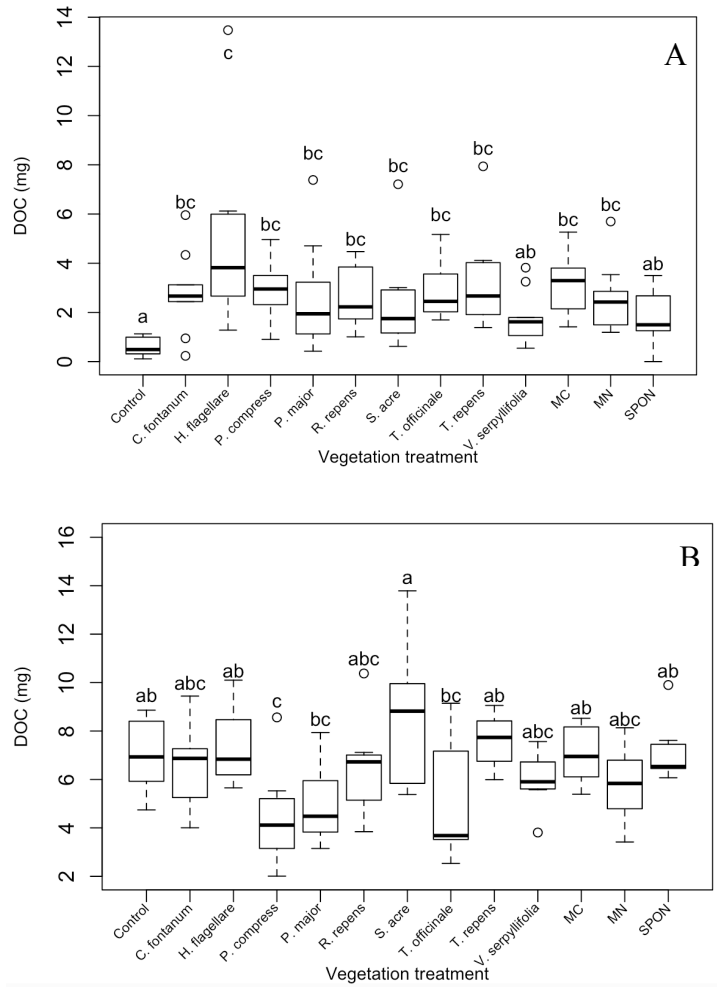 A
DOC (mg)
14
12
10
8
6
4
2
0
a
bc
c
bc
bc
bc
bc
bc
bc
ab
bc
bc
ab
Control
C. fontanum
H. flagellare
P. compress
P. major
R. repens
S. acre
T. officinale
T. repens
V. serpyllifolia
MC
MN
SPON
Vegetation treatment
B
DOC (mg)
16
14
12
10
8
6
4
2
ab
abc
ab
c
bc
abc
a
bc
ab
abc
ab
abc
ab
Control
C. fontanum
H. flagellare
P. compress
P. major
R. repens
S. acre
T. officinale
T. repens
V. serpyllifolia
MC
MN
SPON
Vegetation treatment